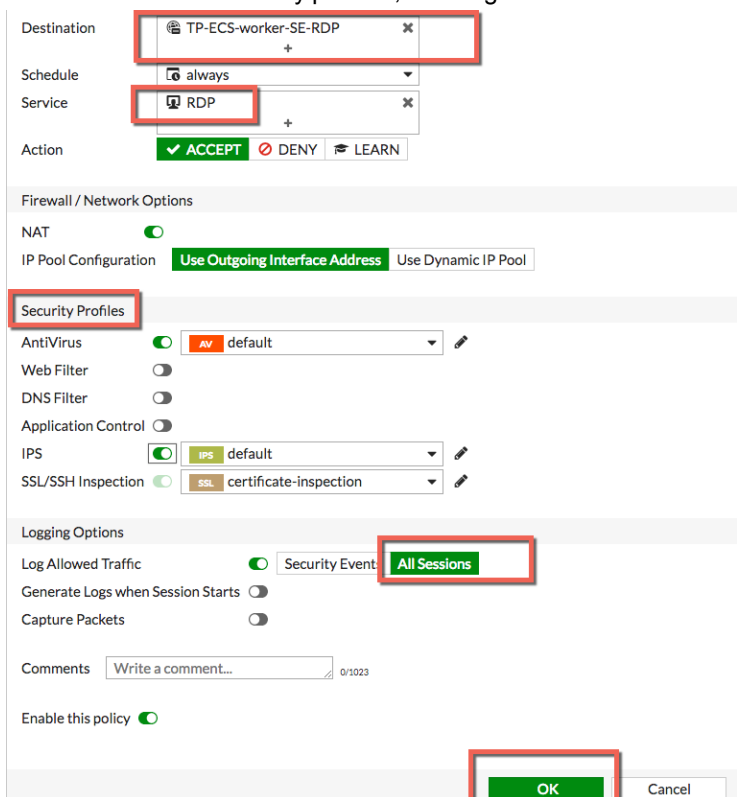 Destination TP-ECS-worker-SE-RDP
+
Schedule always
Service RDP
+
Action ACCEPT DENY LEARN
Firewall / Network Options
NAT
IP Pool Configuration Use Outgoing Interface Address Use Dynamic IP Pool
Security Profiles
AntiVirus AV default
Web Filter
DNS Filter
Application Control
IPS IPS default
SSL/SSH Inspection SSL certificate-inspection
Logging Options
Log Allowed Traffic Security Event All Sessions
Generate Logs when Session Starts
Capture Packets
Comments Write a comment... 0/1023
Enable this policy
OK Cancel